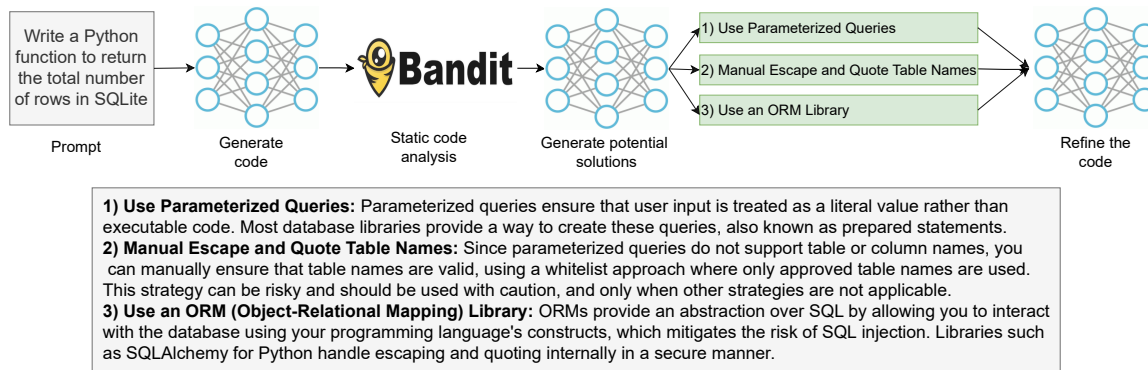 Write a Python
function to return
the total number
of rows in SQLite
Prompt
Generate
code
Bandit
Static code
analysis
Generate potential
solutions
1) Use Parameterized Queries
2) Manual Escape and Quote Table Names
3) Use an ORM Library
Refine the
code
1) Use Parameterized Queries: Parameterized queries ensure that user input is treated as a literal value rather than
executable code. Most database libraries provide a way to create these queries, also known as prepared statements.
2) Manual Escape and Quote Table Names: Since parameterized queries do not support table or column names, you
can manually ensure that table names are valid, using a whitelist approach where only approved table names are used.
This strategy can be risky and should be used with caution, and only when other strategies are not applicable.
3) Use an ORM (Object-Relational Mapping) Library: ORMs provide an abstraction over SQL by allowing you to interact
with the database using your programming language's constructs, which mitigates the risk of SQL injection. Libraries such
as SQLAlchemy for Python handle escaping and quoting internally in a secure manner.